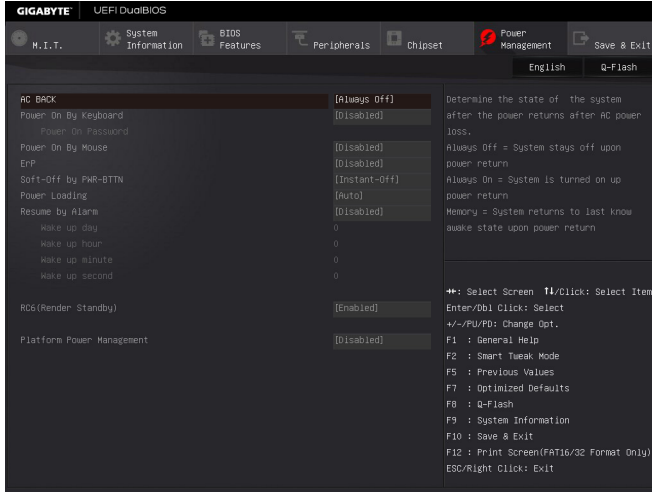 GIGABYTE™ UEFI DualBIOS
M.I.T.
System Information
BIOS Features
Peripherals
Chipset
Power Management
Save & Exit
English Q-Flash
AC BACK [Always Off]
Power On By Keyboard [Disabled]
Power On Password
Power On By Mouse [Disabled]
ErP [Disabled]
Soft-Off by PWR-BTTN [Instant-Off]
Power Loading [Auto]
Resume by Alarm [Disabled]
Wake up day 0
Wake up hour 0
Wake up minute 0
Wake up second 0
RC6(Render Standby) [Enabled]
Platform Power Management [Disabled]
Determine the state of the system
after the power returns after AC power
loss.
Always Off = System stays off upon
power return
Always On = System is turned on up
power return
Memory = System returns to last know
awake state upon power return
→←: Select Screen ↑↓/Click: Select Item
Enter/Dbl Click: Select
+/-/PU/PD: Change Opt.
F1 : General Help
F2 : Smart Tweak Mode
F5 : Previous Values
F7 : Optimized Defaults
F8 : Q-Flash
F9 : System Information
F10 : Save & Exit
F12 : Print Screen(FAT16/32 Format Only)
ESC/Right Click: Exit